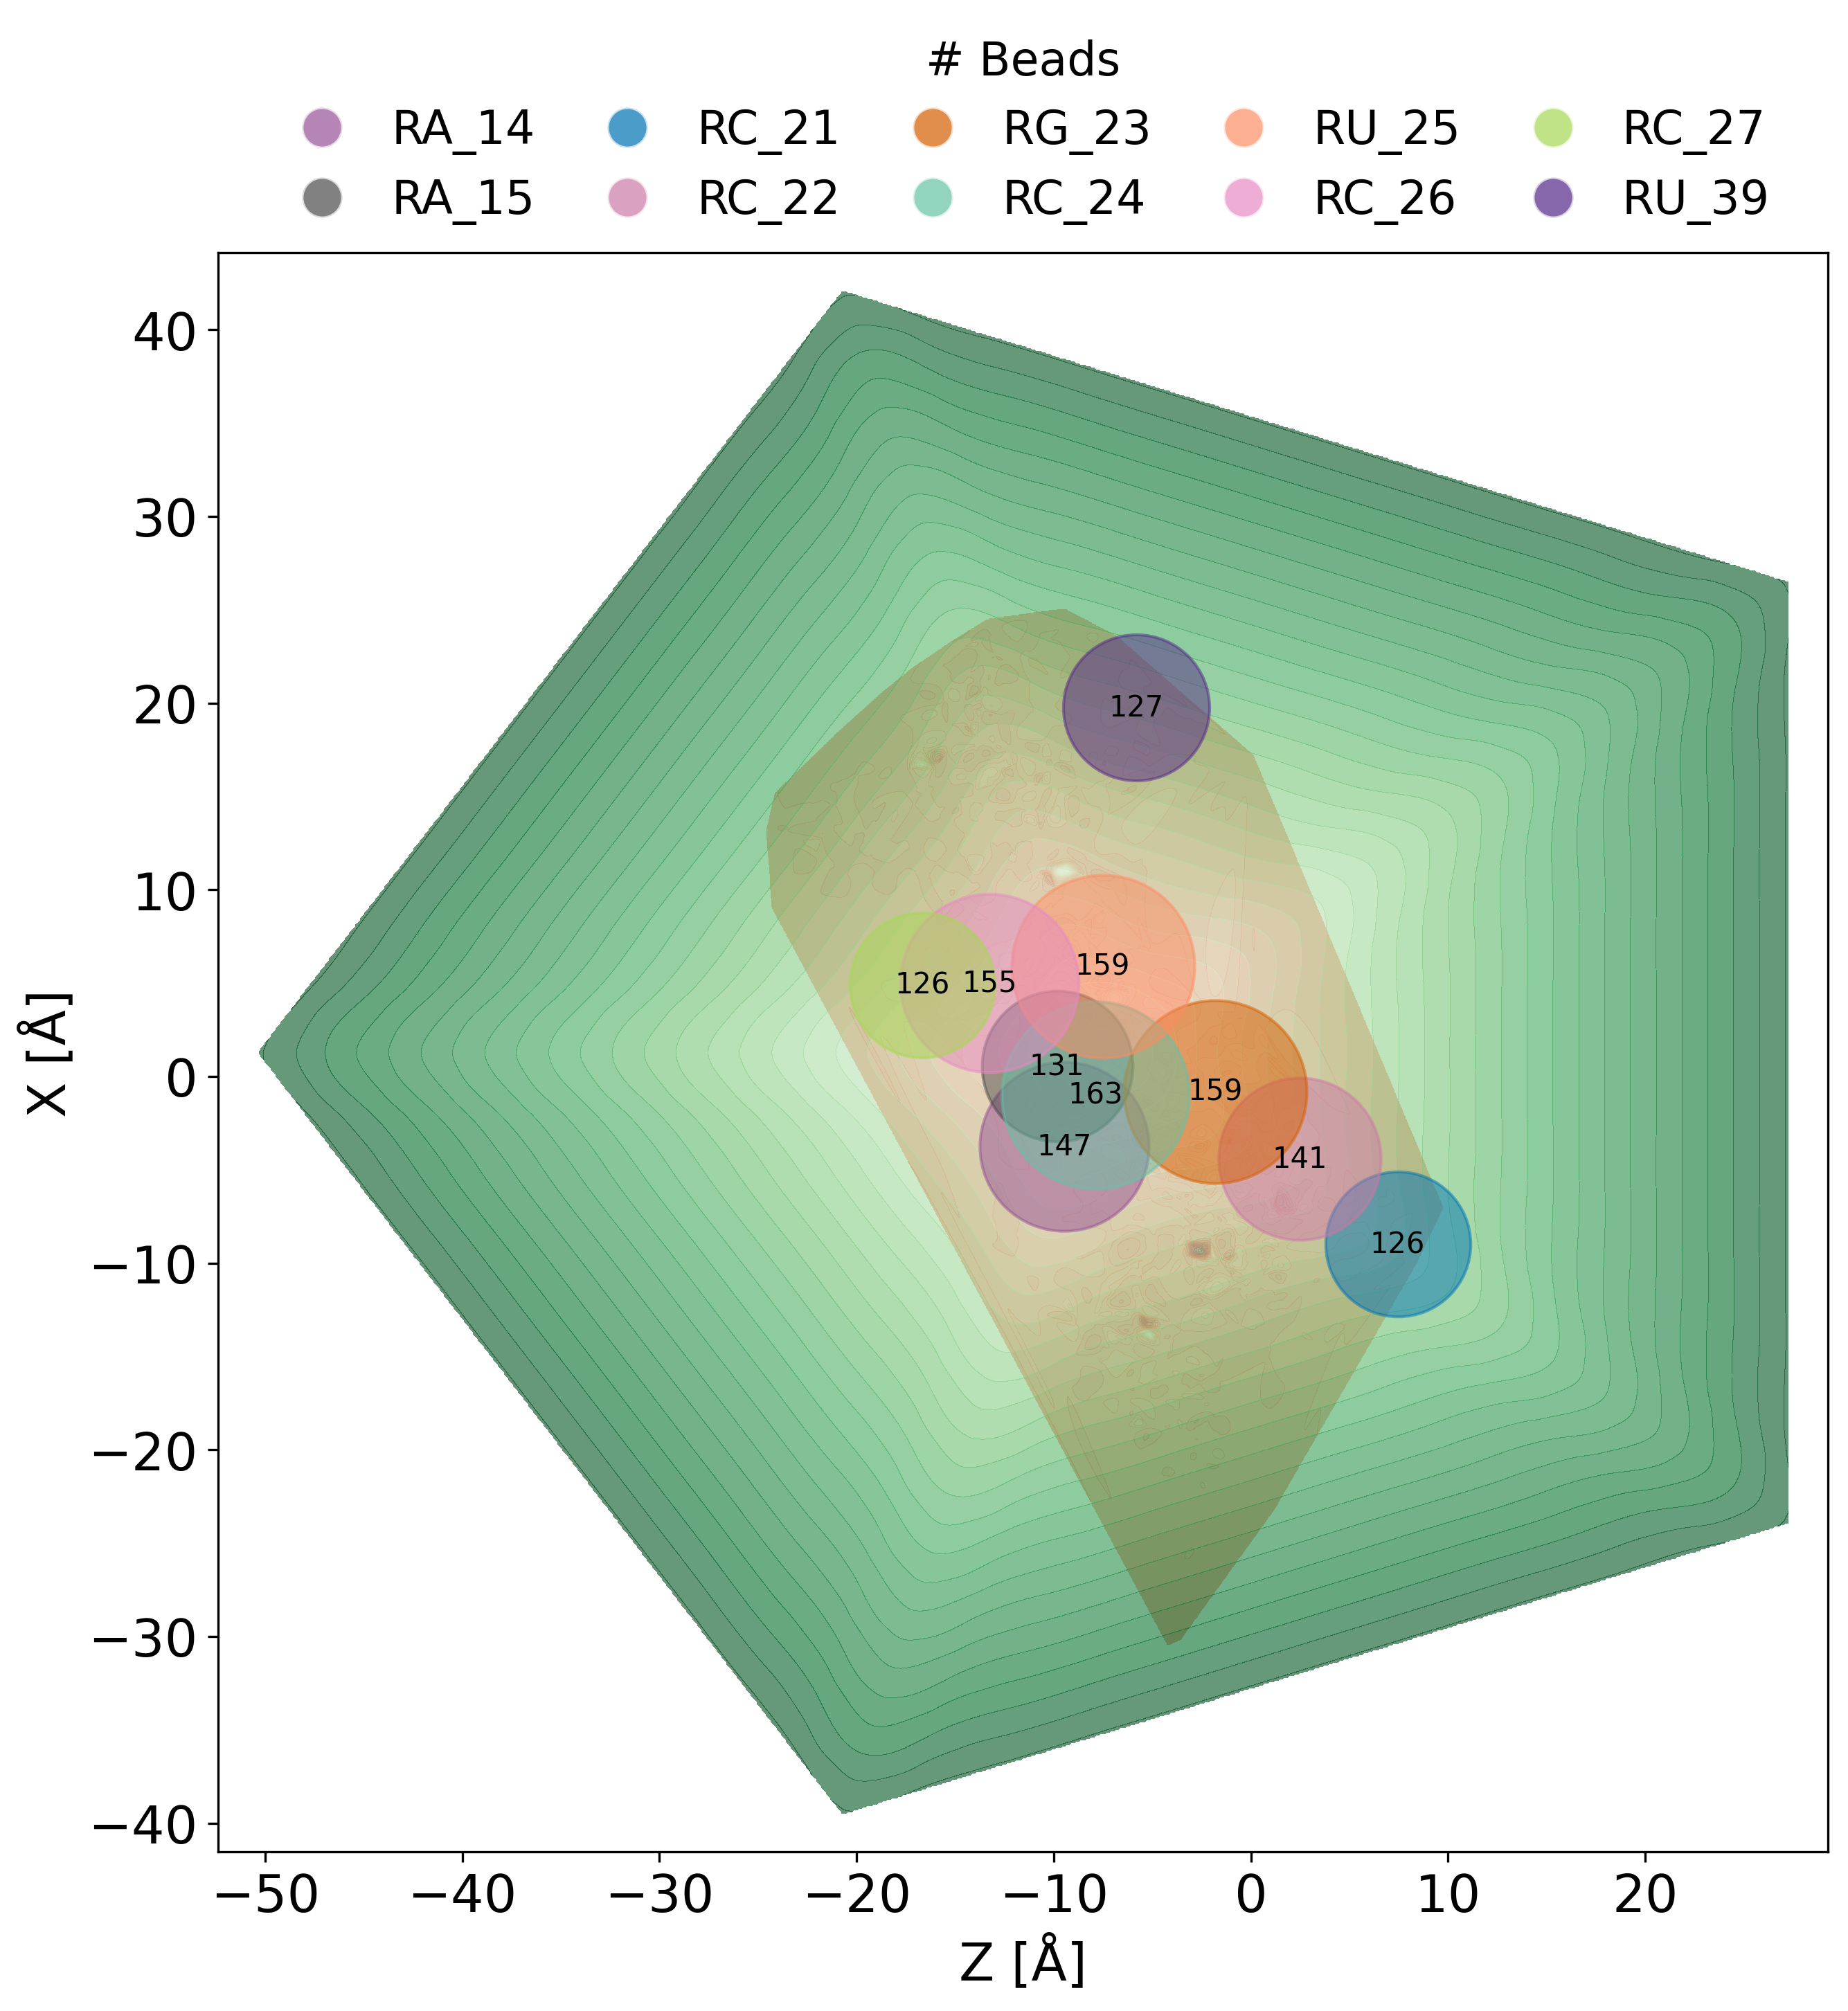 # Beads
RA_14 RC_21 RG_23 RU_25 RC_27
RA_15 RC_22 RC_24 RC_26 RU_39
40
30
20
10
0
−10
−20
−30
−40
X [Å]
127
159
126 155
131
163 159
147
141
126
−50 −40 −30 −20 −10 0 10 20
Z [Å]